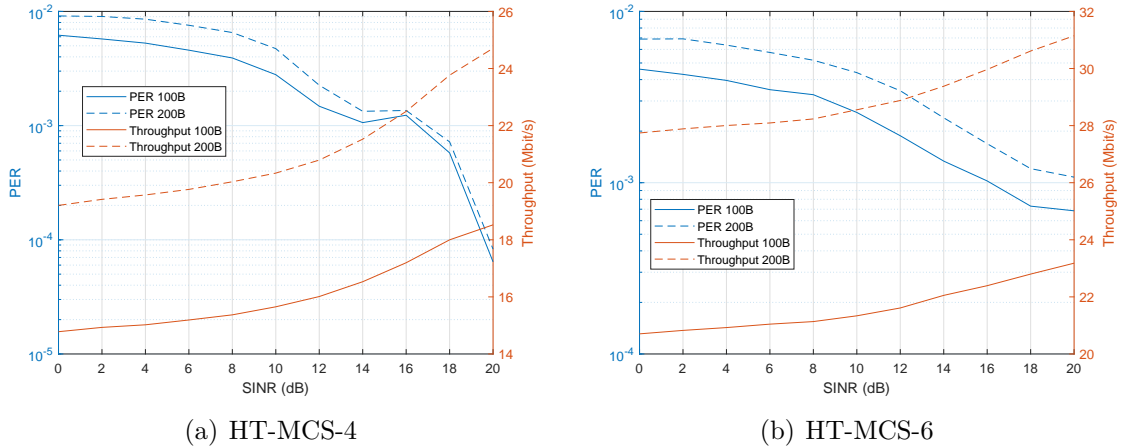 10^-2
10^-3
10^-4
10^-5
PER
26
24
22
20
18
16
14
Throughput (Mbit/s)
PER 100B
PER 200B
Throughput 100B
Throughput 200B
0 2 4 6 8 10 12 14 16 18 20
SINR (dB)
(a) HT-MCS-4
10^-2
10^-3
10^-4
PER
32
30
28
26
24
22
20
Throughput (Mbit/s)
PER 100B
PER 200B
Throughput 100B
Throughput 200B
0 2 4 6 8 10 12 14 16 18 20
SINR (dB)
(b) HT-MCS-6